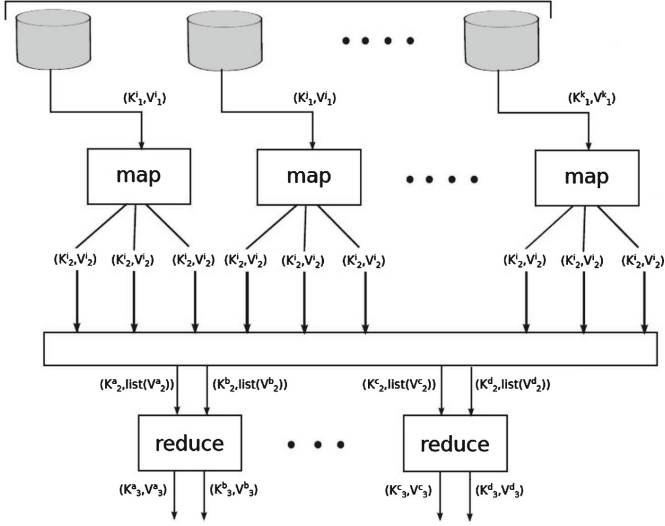 (Kⁱ₁,Vⁱ₁) (Kʲ₁,Vʲ₁) (Kᵏ₁,Vᵏ₁)
map map map
(Kⁱ₂,Vⁱ₂) (Kⁱ₂,Vⁱ₂) (Kⁱ₂,Vⁱ₂) (Kⁱ₂,Vⁱ₂) (Kⁱ₂,Vⁱ₂) (Kⁱ₂,Vⁱ₂) (Kⁱ₂,Vⁱ₂) (Kⁱ₂,Vⁱ₂) (Kⁱ₂,Vⁱ₂)
(Kᵃ₂,list(Vᵃ₂)) (Kᵇ₂,list(Vᵇ₂)) (Kᶜ₂,list(Vᶜ₂)) (Kᵈ₂,list(Vᵈ₂))
reduce reduce
(Kᵃ₃,Vᵃ₃) (Kᵇ₃,Vᵇ₃) (Kᶜ₃,Vᶜ₃) (Kᵈ₃,Vᵈ₃)